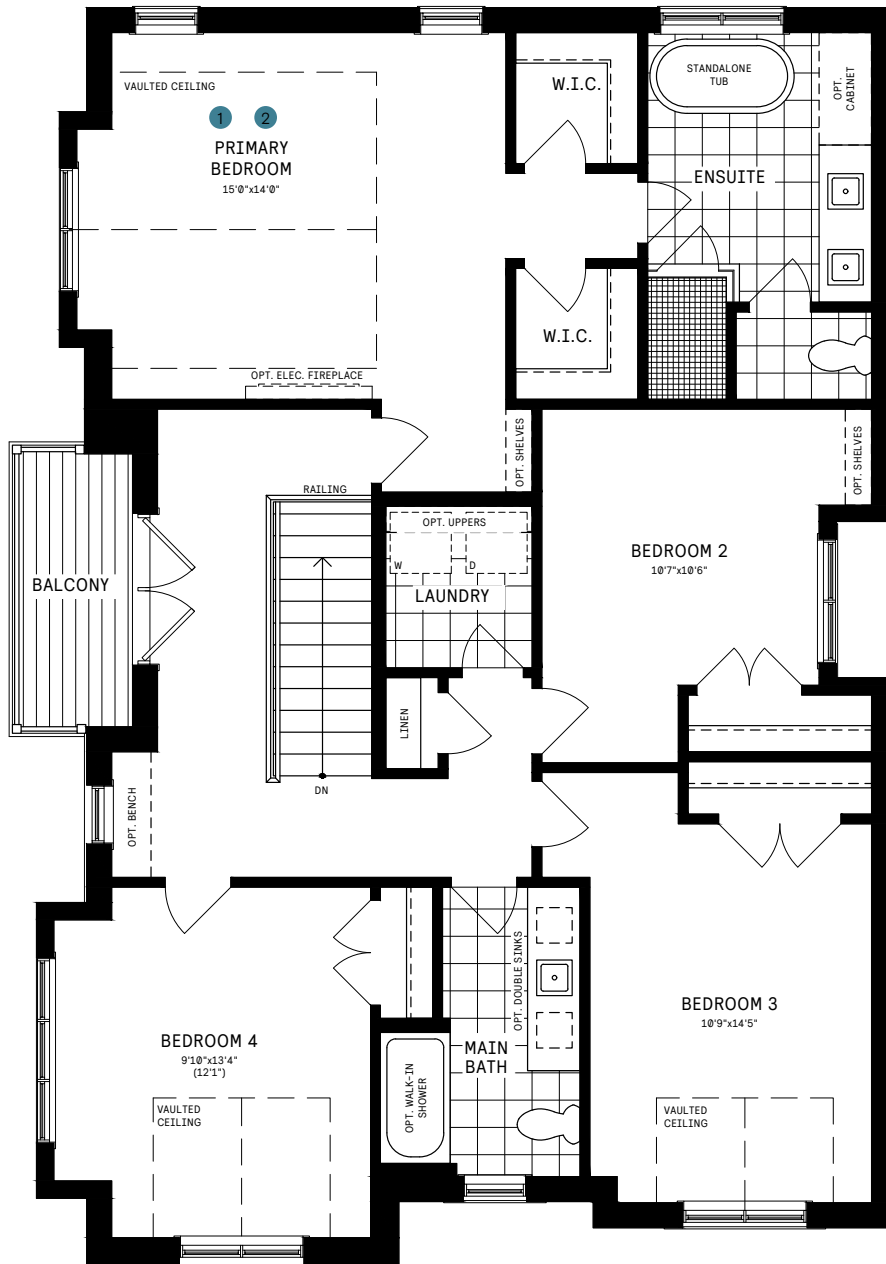 VAULTED CEILING
1 2
PRIMARY
BEDROOM
15'0"x14'0"
W.I.C.
STANDALONE
TUB
OPT.
CABINET
ENSUITE
W.I.C.
OPT. ELEC. FIREPLACE
OPT. SHELVES
OPT. SHELVES
RAILING
OPT. UPPERS
W
D
LAUNDRY
BEDROOM 2
10'7"x10'6"
BALCONY
LINEN
DN
OPT. BENCH
BEDROOM 4
9'10"x13'4"
(12'1")
VAULTED
CEILING
OPT. DOUBLE SINKS
MAIN
BATH
OPT. WALK-IN
SHOWER
BEDROOM 3
10'9"x14'5"
VAULTED
CEILING